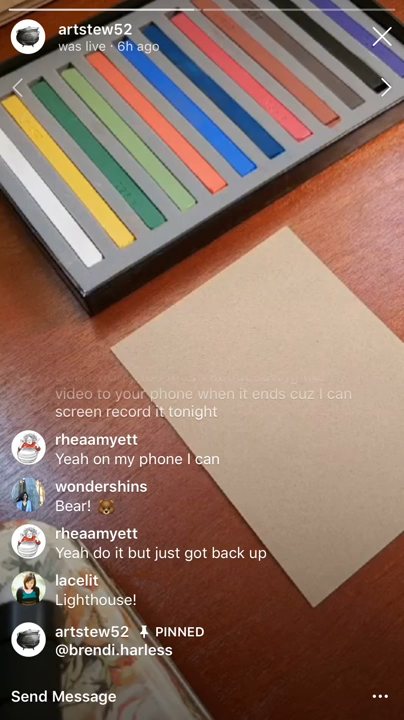 artstew52
was live · 6h ago
video to your phone when it ends cuz I can
screen record it tonight
rheaamyett
Yeah on my phone I can
wondershins
Bear! 🐻
rheaamyett
Yeah do it but just got back up
lacelit
Lighthouse!
artstew52 PINNED
@brendi.harless
Send Message